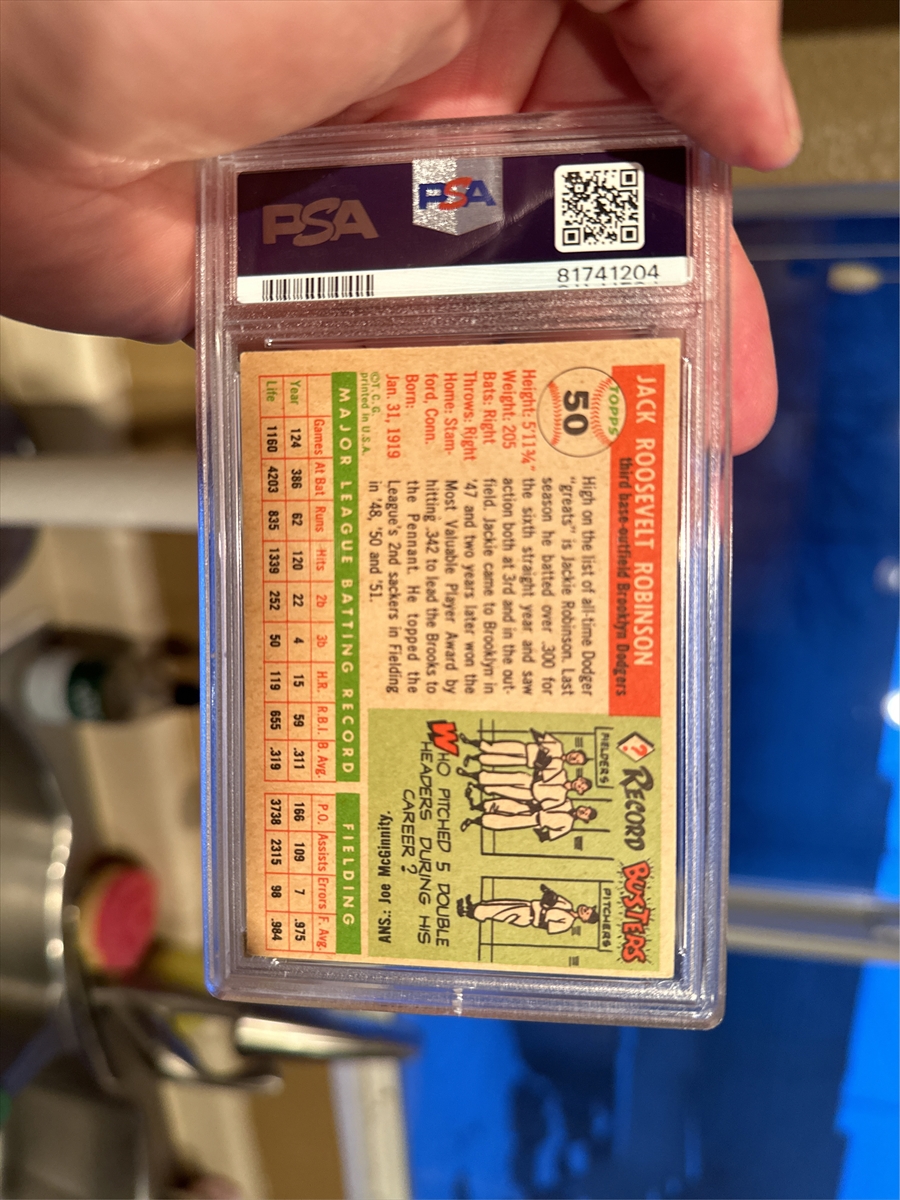 PSA
PSA
81741204
JACK ROOSEVELT ROBINSON
third base-outfield Brooklyn Dodgers
TOPPS
50
Height: 5'11¾"
Weight: 205
Bats: Right
Throws: Right
Home: Stam-
ford, Conn.
Born:
Jan. 31, 1919
©T. C. G.
printed in U.S.A.
High on the list of all-time Dodger
"greats" is Jackie Robinson. Last
season he batted over .300 for
the sixth straight year and saw
action both at 3rd and in the out-
field. Jackie came to Brooklyn in
'47 and two years later won the
Most Valuable Player Award by
hitting .342 to lead the Brooks to
the Pennant. He topped the
League's 2nd sackers in Fielding
in '48, '50 and '51.
? RECORD BUSTERS
FIELDERS
PITCHERS
WHO PITCHED 5 DOUBLE
HEADERS DURING HIS
CAREER?
ANS.: Joe McGinnity.
MAJOR LEAGUE BATTING RECORD FIELDING
Games At Bat Runs Hits 2b 3b H.R. R.B.I. B. Avg. P.O. Assists Errors F. Avg.
Year 124 386 62 120 22 4 15 59 .311 166 109 7 .975
Life 1160 4203 835 1339 252 50 119 655 .319 3738 2315 98 .984